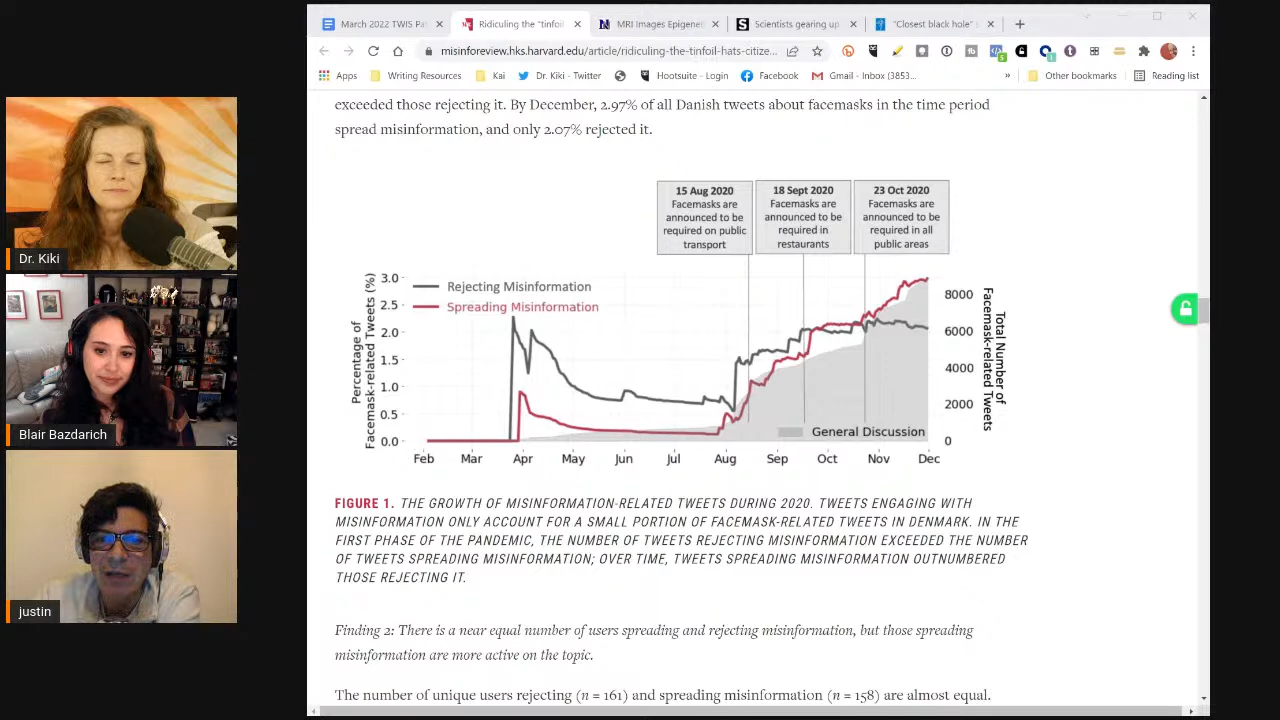 March 2022 TWIS Pa
Ridiculing the "tinfoil
MRI Images Epigenet
Scientists gearing up
"Closest black hole"
misinforeview.hks.harvard.edu/article/ridiculing-the-tinfoil-hats-citize...
Apps
Writing Resources
Kai
Dr. Kiki - Twitter
Hootsuite - Login
Facebook
Gmail - Inbox (3853...
»
Other bookmarks
Reading list
exceeded those rejecting it. By December, 2.97% of all Danish tweets about facemasks in the time period
spread misinformation, and only 2.07% rejected it.
15 Aug 2020
Facemasks are
announced to be
required on public
transport
18 Sept 2020
Facemasks are
announced to be
required in
restaurants
23 Oct 2020
Facemasks are
announced to be
required in all
public areas
Percentage of
Facemask-related Tweets (%)
3.0
2.5
2.0
1.5
1.0
0.5
0.0
Rejecting Misinformation
Spreading Misinformation
General Discussion
8000
6000
4000
2000
0
Total Number of
Facemask-related Tweets
Feb
Mar
Apr
May
Jun
Jul
Aug
Sep
Oct
Nov
Dec
FIGURE 1. THE GROWTH OF MISINFORMATION-RELATED TWEETS DURING 2020. TWEETS ENGAGING WITH
MISINFORMATION ONLY ACCOUNT FOR A SMALL PORTION OF FACEMASK-RELATED TWEETS IN DENMARK. IN THE
FIRST PHASE OF THE PANDEMIC, THE NUMBER OF TWEETS REJECTING MISINFORMATION EXCEEDED THE NUMBER
OF TWEETS SPREADING MISINFORMATION; OVER TIME, TWEETS SPREADING MISINFORMATION OUTNUMBERED
THOSE REJECTING IT.
Finding 2: There is a near equal number of users spreading and rejecting misinformation, but those spreading
misinformation are more active on the topic.
The number of unique users rejecting (n = 161) and spreading misinformation (n = 158) are almost equal.
Dr. Kiki
Blair Bazdarich
justin